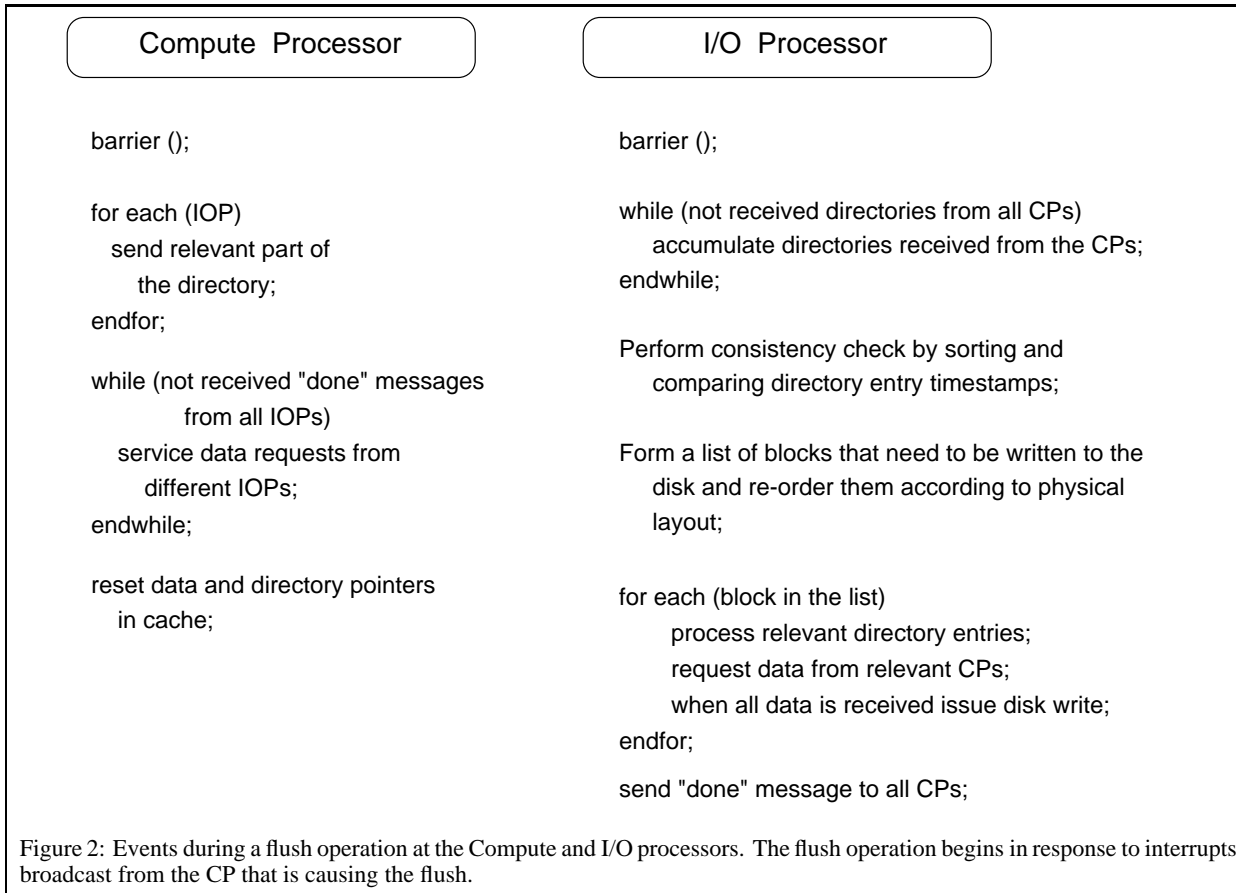 Compute Processor
barrier ();
for each (IOP)
send relevant part of
the directory;
endfor;
while (not received "done" messages
from all IOPs)
service data requests from
different IOPs;
endwhile;
reset data and directory pointers
in cache;
I/O Processor
barrier ();
while (not received directories from all CPs)
accumulate directories received from the CPs;
endwhile;
Perform consistency check by sorting and
comparing directory entry timestamps;
Form a list of blocks that need to be written to the
disk and re-order them according to physical
layout;
for each (block in the list)
process relevant directory entries;
request data from relevant CPs;
when all data is received issue disk write;
endfor;
send "done" message to all CPs;
Figure 2: Events during a flush operation at the Compute and I/O processors. The flush operation begins in response to interrupts
broadcast from the CP that is causing the flush.